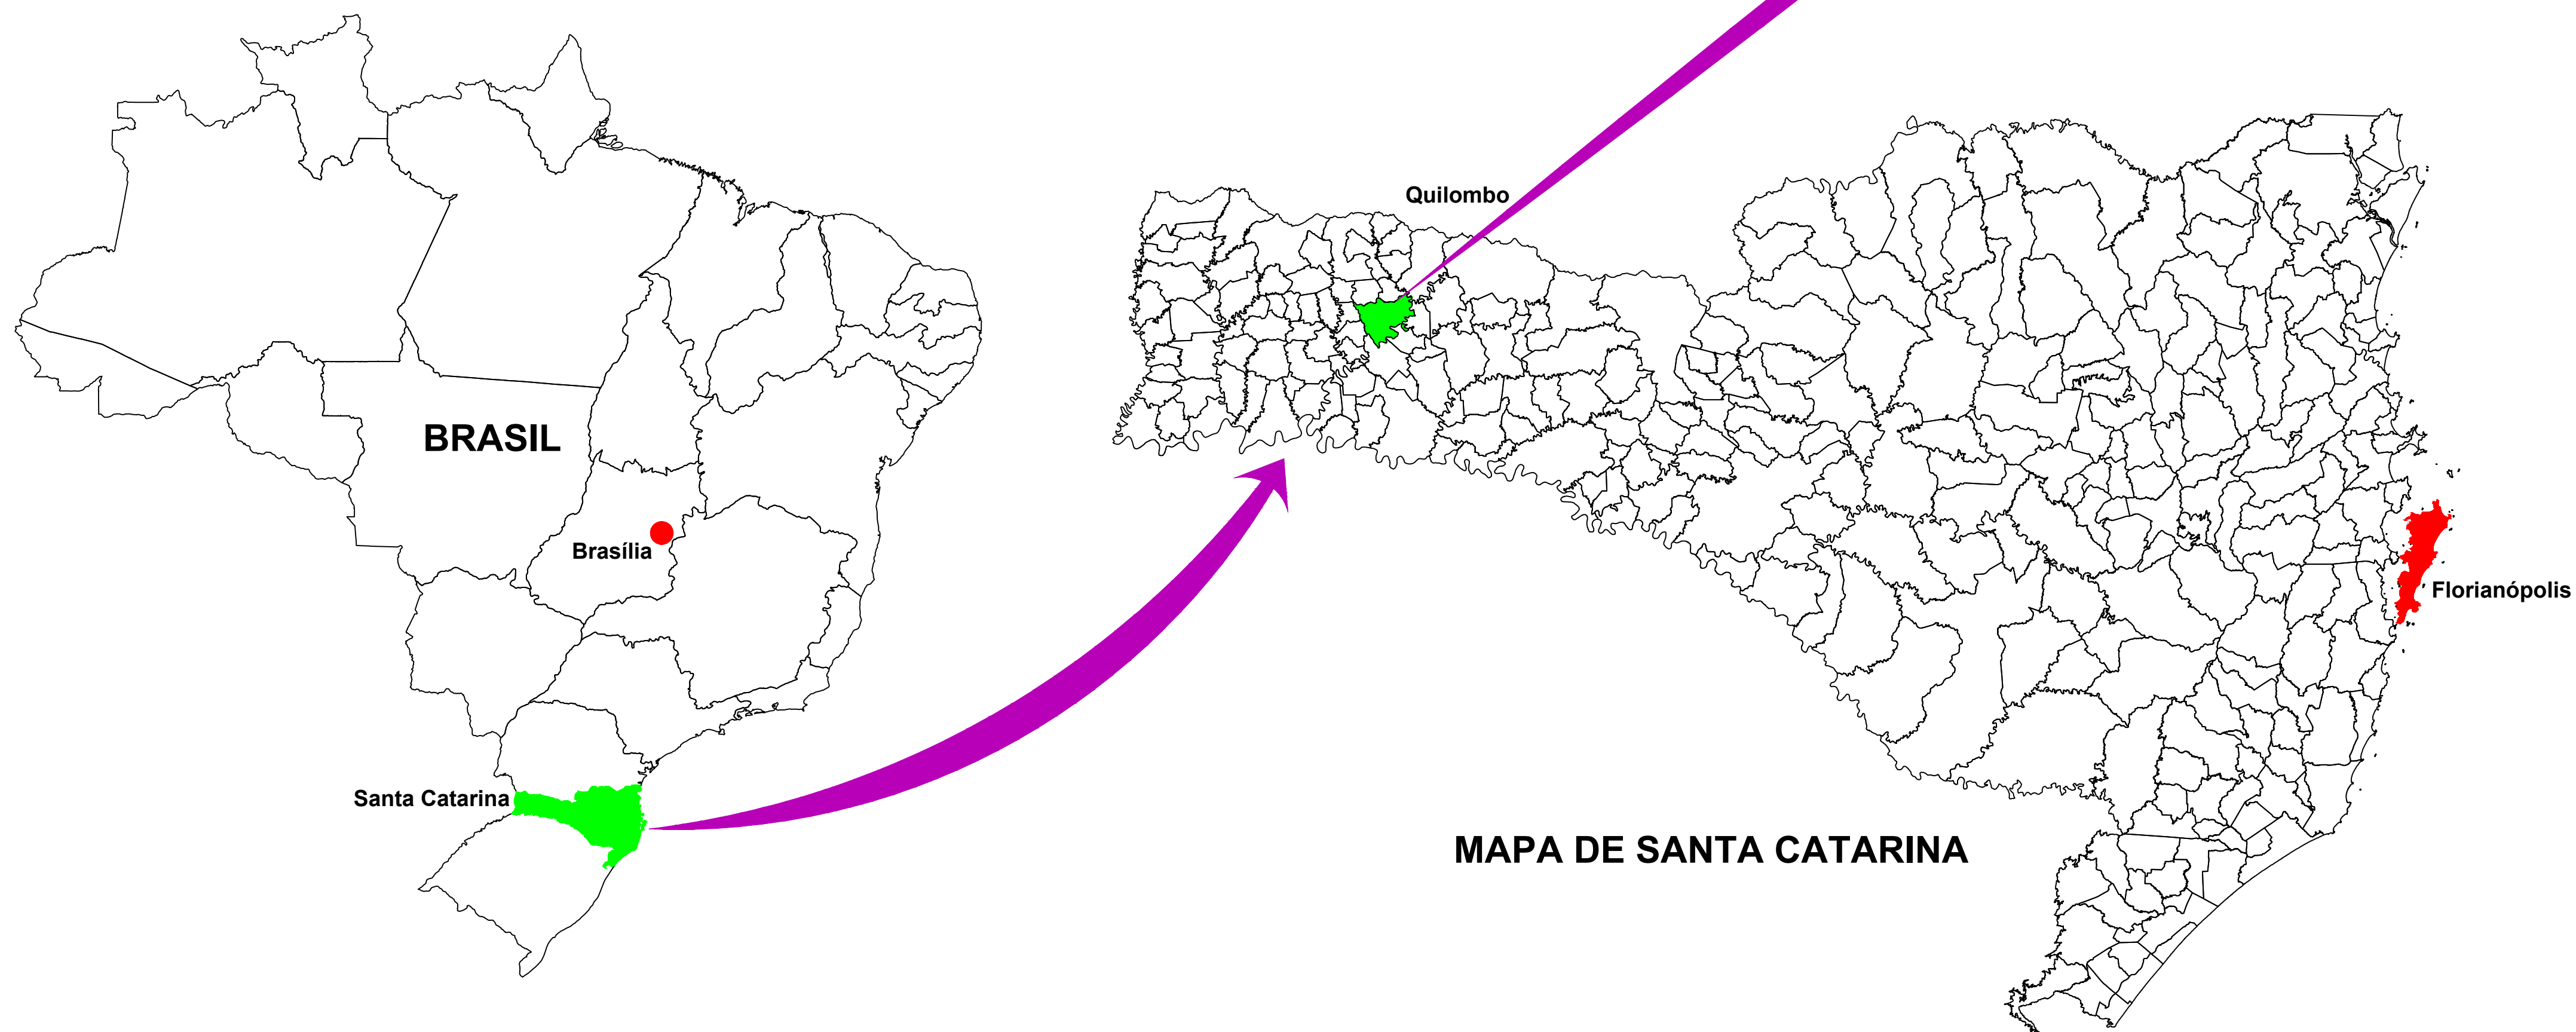 BRASIL
Brasília
Santa Catarina
Quilombo
Florianópolis
MAPA DE SANTA CATARINA